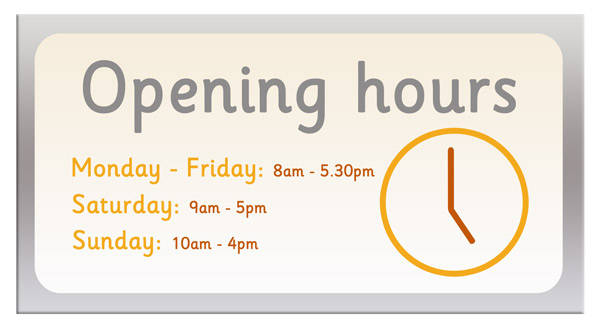 Opening hours
Monday - Friday: 8am - 5.30pm
Saturday: 9am - 5pm
Sunday: 10am - 4pm